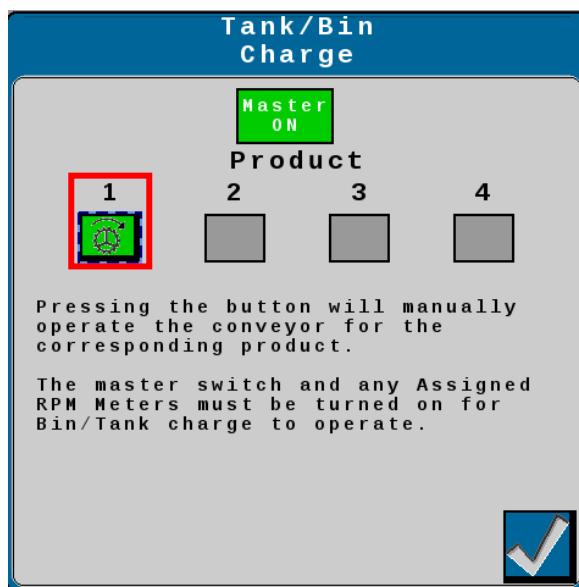 Tank/Bin
Charge
Master
ON
Product
1 2 3 4
Pressing the button will manually
operate the conveyor for the
corresponding product.
The master switch and any Assigned
RPM Meters must be turned on for
Bin/Tank charge to operate.